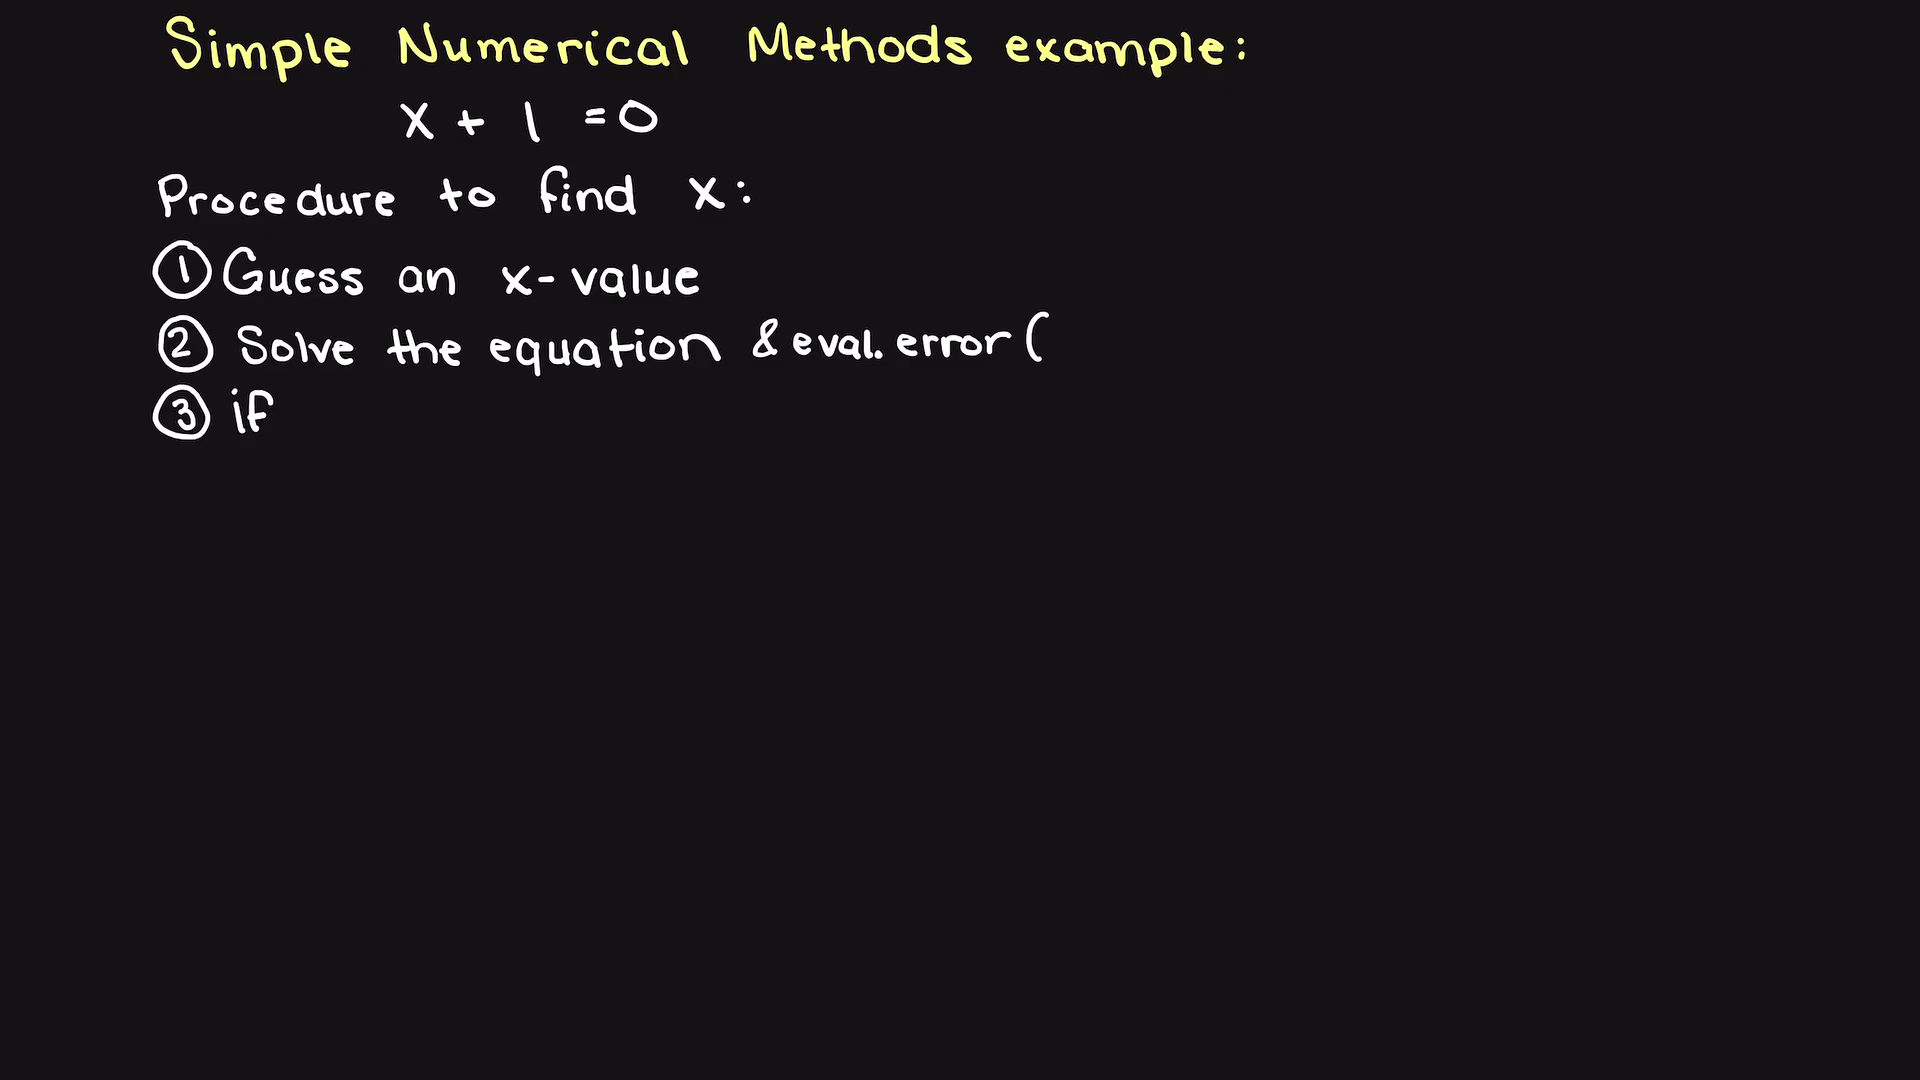 Simple Numerical Methods example:
x + 1 = 0
Procedure to find x:
① Guess an x-value
② Solve the equation & eval. error (
③ if